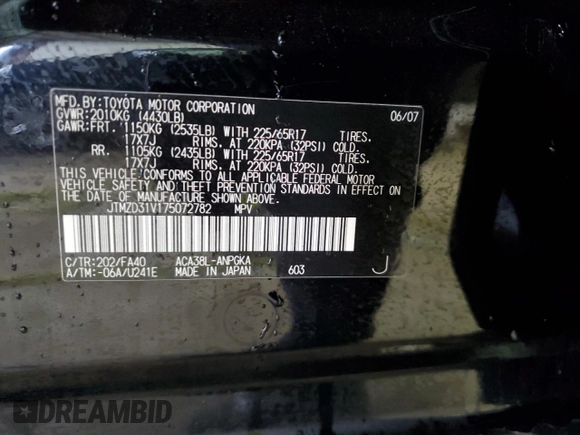 MFD. BY: TOYOTA MOTOR CORPORATION 06/07
GVWR: 2010KG (4430LB)
GAWR: FRT. 1150KG (2535LB) WITH 225/65R17 TIRES.
17X7J RIMS. AT 220KPA (32PSI) COLD.
RR. 1105KG (2435LB) WITH 225/65R17 TIRES.
17X7J RIMS. AT 220KPA (32PSI) COLD.
THIS VEHICLE CONFORMS TO ALL APPLICABLE FEDERAL MOTOR
VEHICLE SAFETY AND THEFT PREVENTION STANDARDS IN EFFECT ON
THE DATE OF MANUFACTURE SHOWN ABOVE.
JTMZD31V175072782 MPV
C/TR: 202/FA40 ACA38L-ANPGKA
A/TM: -06A/U241E MADE IN JAPAN 603 J
DREAMBID